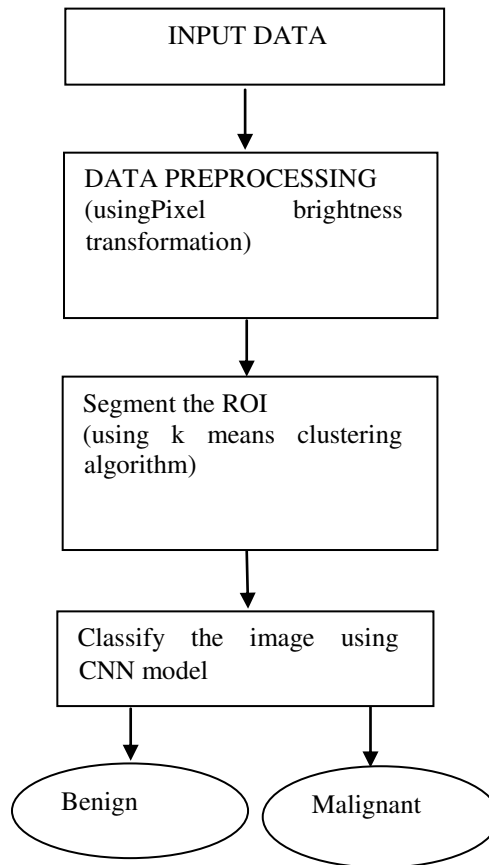 INPUT DATA
DATA PREPROCESSING
(usingPixel brightness
transformation)
Segment the ROI
(using k means clustering
algorithm)
Classify the image using
CNN model
Benign
Malignant